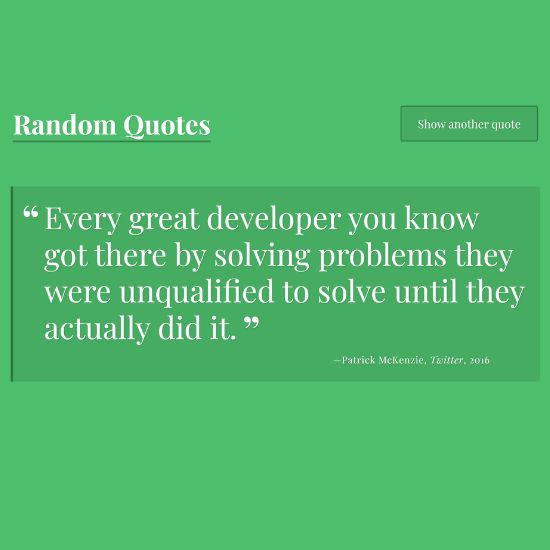 Random Quotes
Show another quote
“Every great developer you know
got there by solving problems they
were unqualified to solve until they
actually did it.”
—Patrick McKenzie, Twitter, 2016